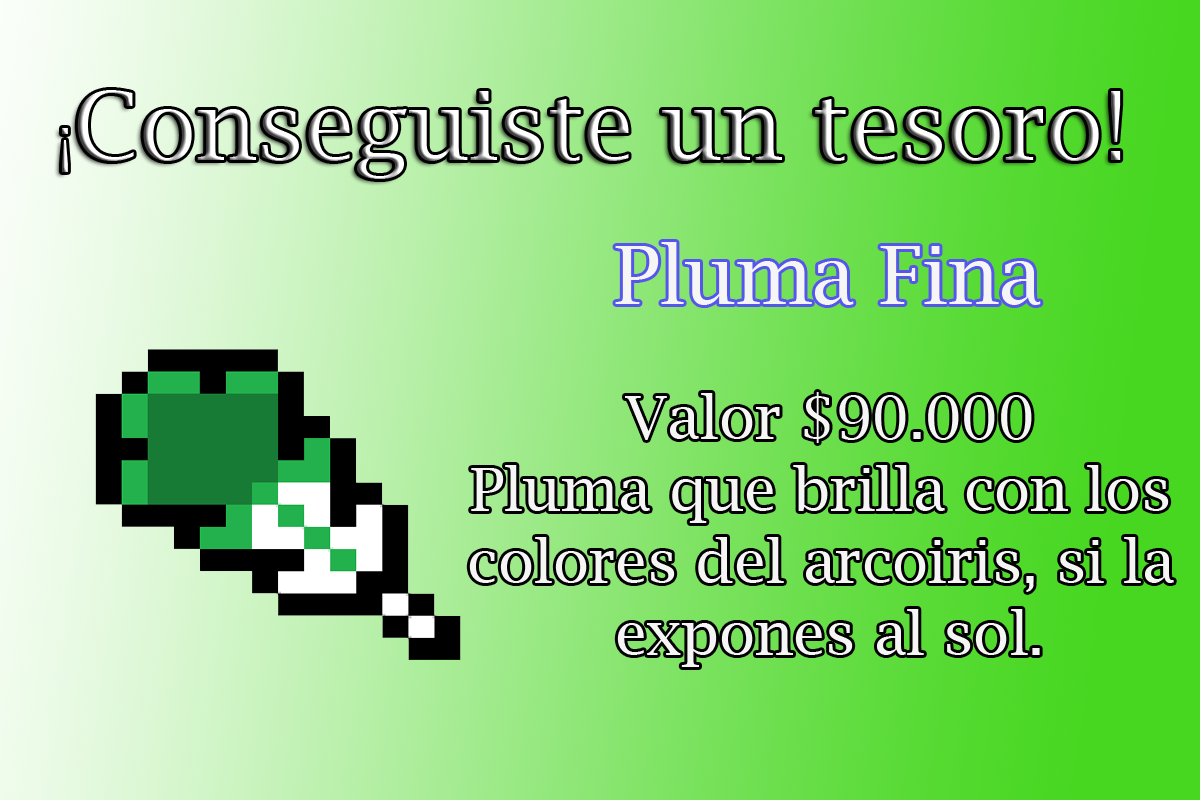 ¡Conseguiste un tesoro!
Pluma Fina
Valor $90.000
Pluma que brilla con los
colores del arcoiris, si la
expones al sol.